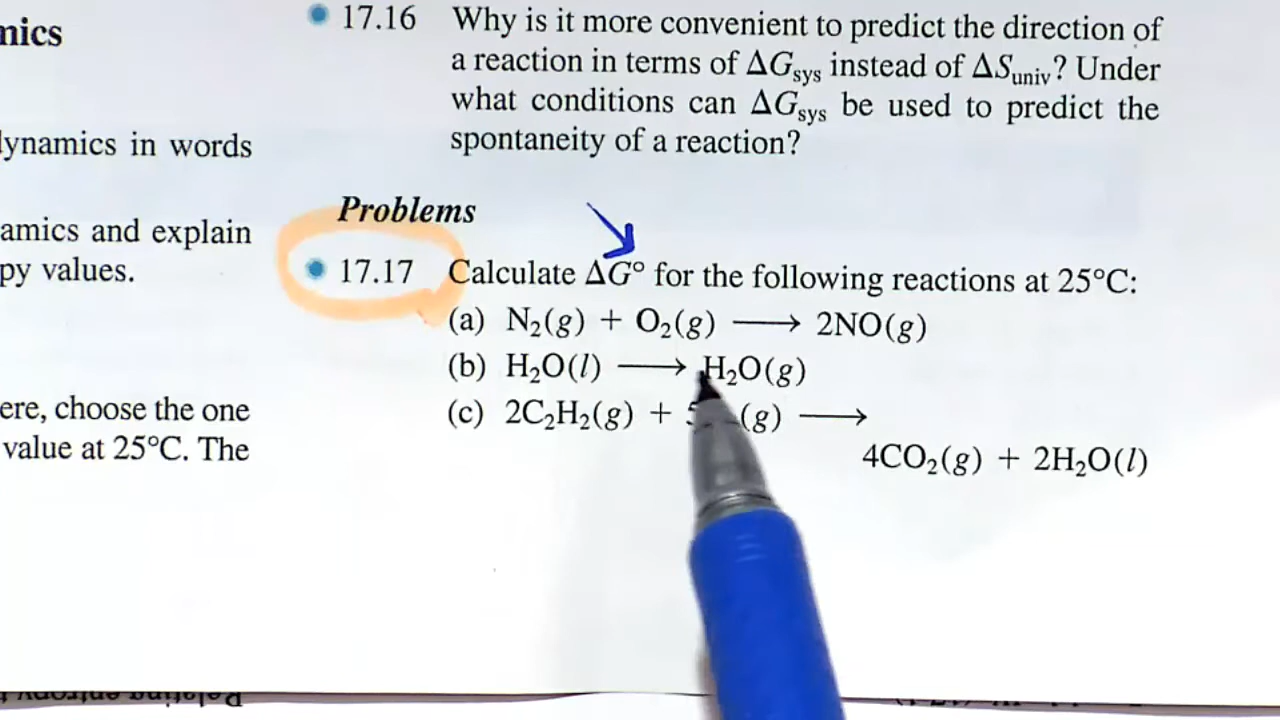 nics
lynamics in words
amics and explain
py values.
ere, choose the one
value at 25°C. The
17.16 Why is it more convenient to predict the direction of
a reaction in terms of ΔGsys instead of ΔSuniv? Under
what conditions can ΔGsys be used to predict the
spontaneity of a reaction?
Problems
17.17 Calculate ΔG° for the following reactions at 25°C:
(a) N₂(g) + O₂(g) ⟶ 2NO(g)
(b) H₂O(l) ⟶ H₂O(g)
(c) 2C₂H₂(g) + 5 (g) ⟶
4CO₂(g) + 2H₂O(l)